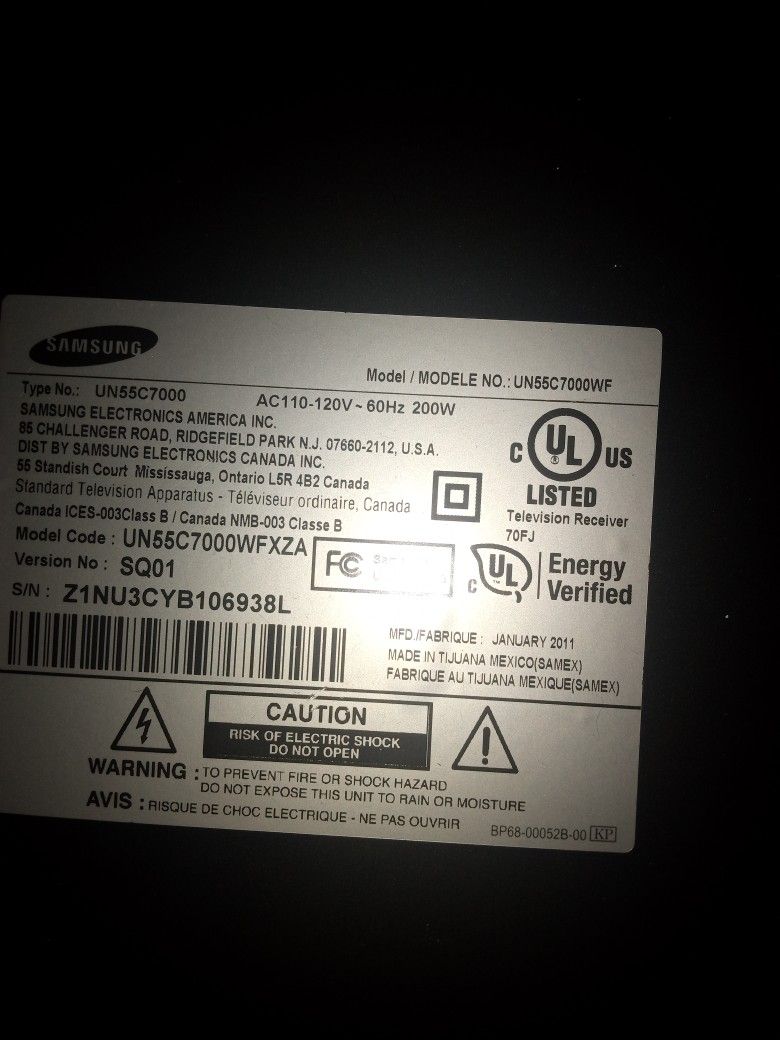 SAMSUNG
Model / MODELE NO.: UN55C7000WF
Type No.: UN55C7000
AC110-120V ~ 60Hz 200W
SAMSUNG ELECTRONICS AMERICA INC.
85 CHALLENGER ROAD, RIDGEFIELD PARK N.J. 07660-2112, U.S.A.
DIST BY SAMSUNG ELECTRONICS CANADA INC.
55 Standish Court Mississauga, Ontario L5R 4B2 Canada
Standard Television Apparatus - Téléviseur ordinaire, Canada
Canada ICES-003Class B / Canada NMB-003 Classe B
C UL ® US
LISTED
Television Receiver
70FJ
Model Code : UN55C7000WFXZA
Version No : SQ01
S/N : Z1NU3CYB106938L
FC
C UL
Energy
Verified
MFD./FABRIQUE : JANUARY 2011
MADE IN TIJUANA MEXICO(SAMEX)
FABRIQUE AU TIJUANA MEXIQUE(SAMEX)
CAUTION
RISK OF ELECTRIC SHOCK
DO NOT OPEN
WARNING : TO PREVENT FIRE OR SHOCK HAZARD
DO NOT EXPOSE THIS UNIT TO RAIN OR MOISTURE
AVIS : RISQUE DE CHOC ELECTRIQUE - NE PAS OUVRIR
BP68-00052B-00 KP